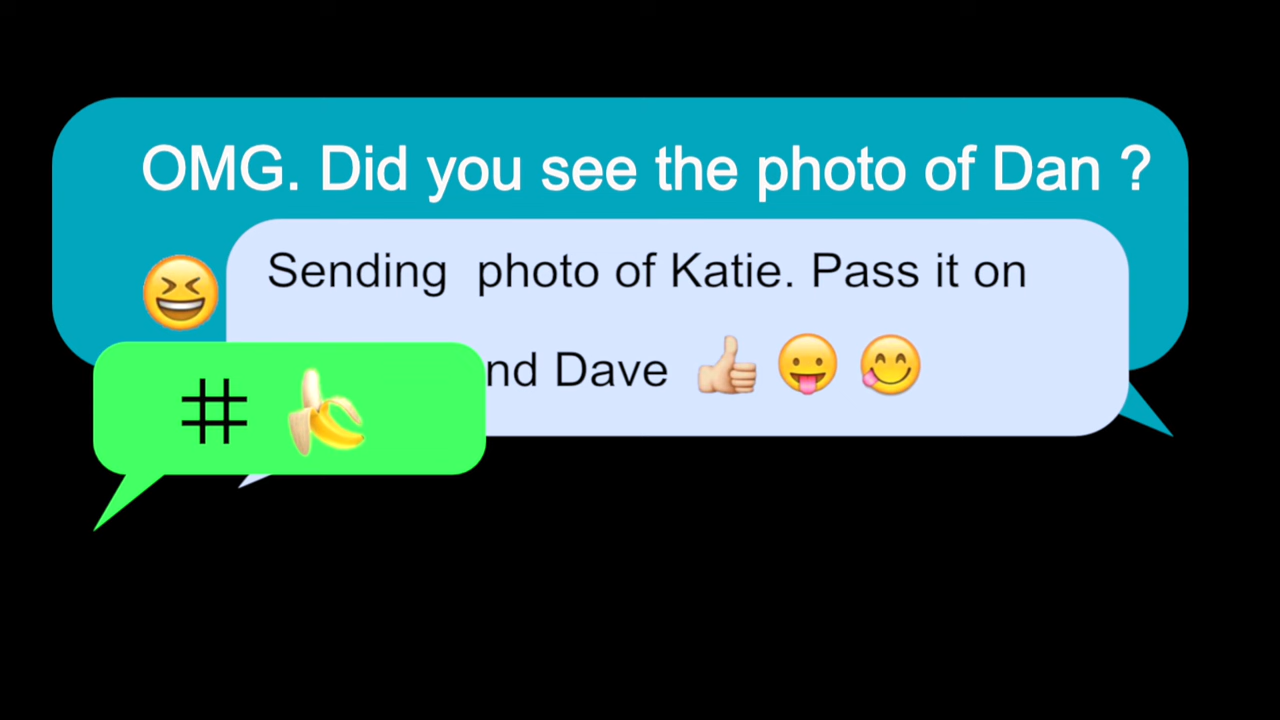 OMG. Did you see the photo of Dan ?
😆
Sending photo of Katie. Pass it on
Dave 👍🏼 😛 😋
# 🍌